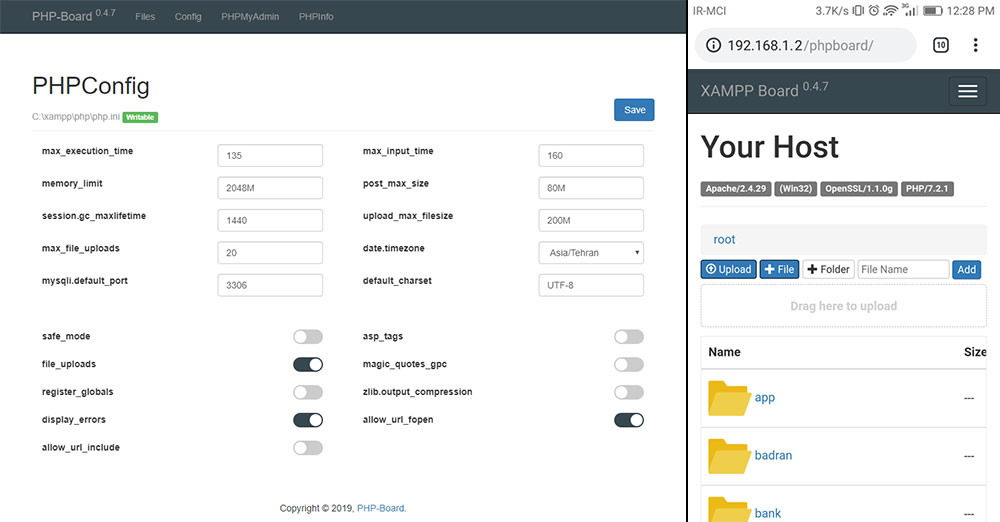 PHP-Board 0.4.7 Files Config PHPMyAdmin PHPInfo
PHPConfig
C:\xampp\php\php.ini Writable
Save
max_execution_time 135 max_input_time 160
memory_limit 2048M post_max_size 80M
session.gc_maxlifetime 1440 upload_max_filesize 200M
max_file_uploads 20 date.timezone Asia/Tehran
mysqli.default_port 3306 default_charset UTF-8
safe_mode asp_tags
file_uploads magic_quotes_gpc
register_globals zlib.output_compression
display_errors allow_url_fopen
allow_url_include
Copyright © 2019, PHP-Board.
IR-MCI 3.7K/s 3G 12:28 PM
192.168.1.2/phpboard/ 10
XAMPP Board 0.4.7
Your Host
Apache/2.4.29 (Win32) OpenSSL/1.1.0g PHP/7.2.1
root
Upload File Folder File Name Add
Drag here to upload
Name Size
app ---
badran ---
bank ---